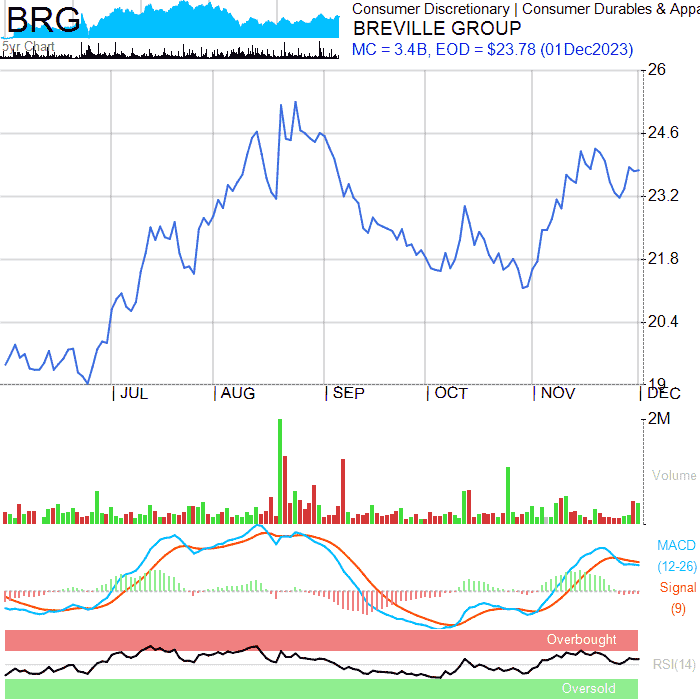 BRG
5yr Chart
Consumer Discretionary | Consumer Durables & Appa
BREVILLE GROUP
MC = 3.4B, EOD = $23.78 (01Dec2023)
26
24.6
23.2
21.8
20.4
19
| JUL | AUG | SEP | OCT | NOV | DEC
2M
Volume
MACD
(12-26)
Signal
(9)
Overbought
RSI(14)
Oversold